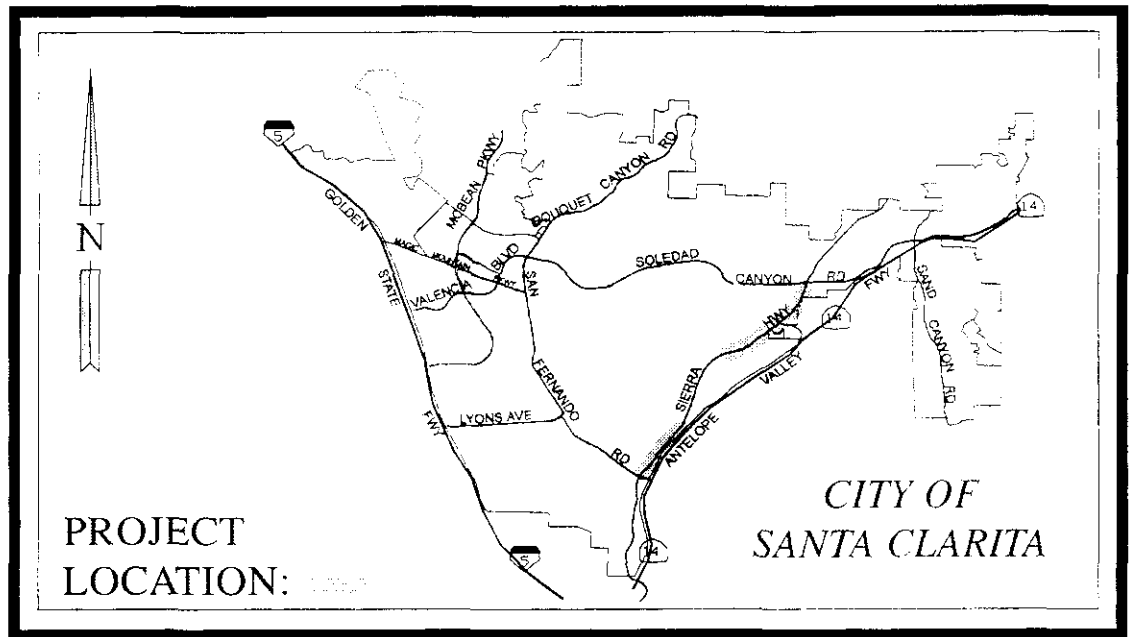 N
5
GOLDEN
STATE
FWY
MCBEAN PKWY
BOUQUET CANYON RD
MAGIC MOUNTAIN PKWY
VALENCIA BLVD
SAN
FERNANDO
RD
SOLEDAD
CANYON RD
LYONS AVE
SIERRA HWY
ANTELOPE VALLEY FWY
SAND CANYON RD
14
14
14
5
PROJECT
LOCATION:
CITY OF
SANTA CLARITA